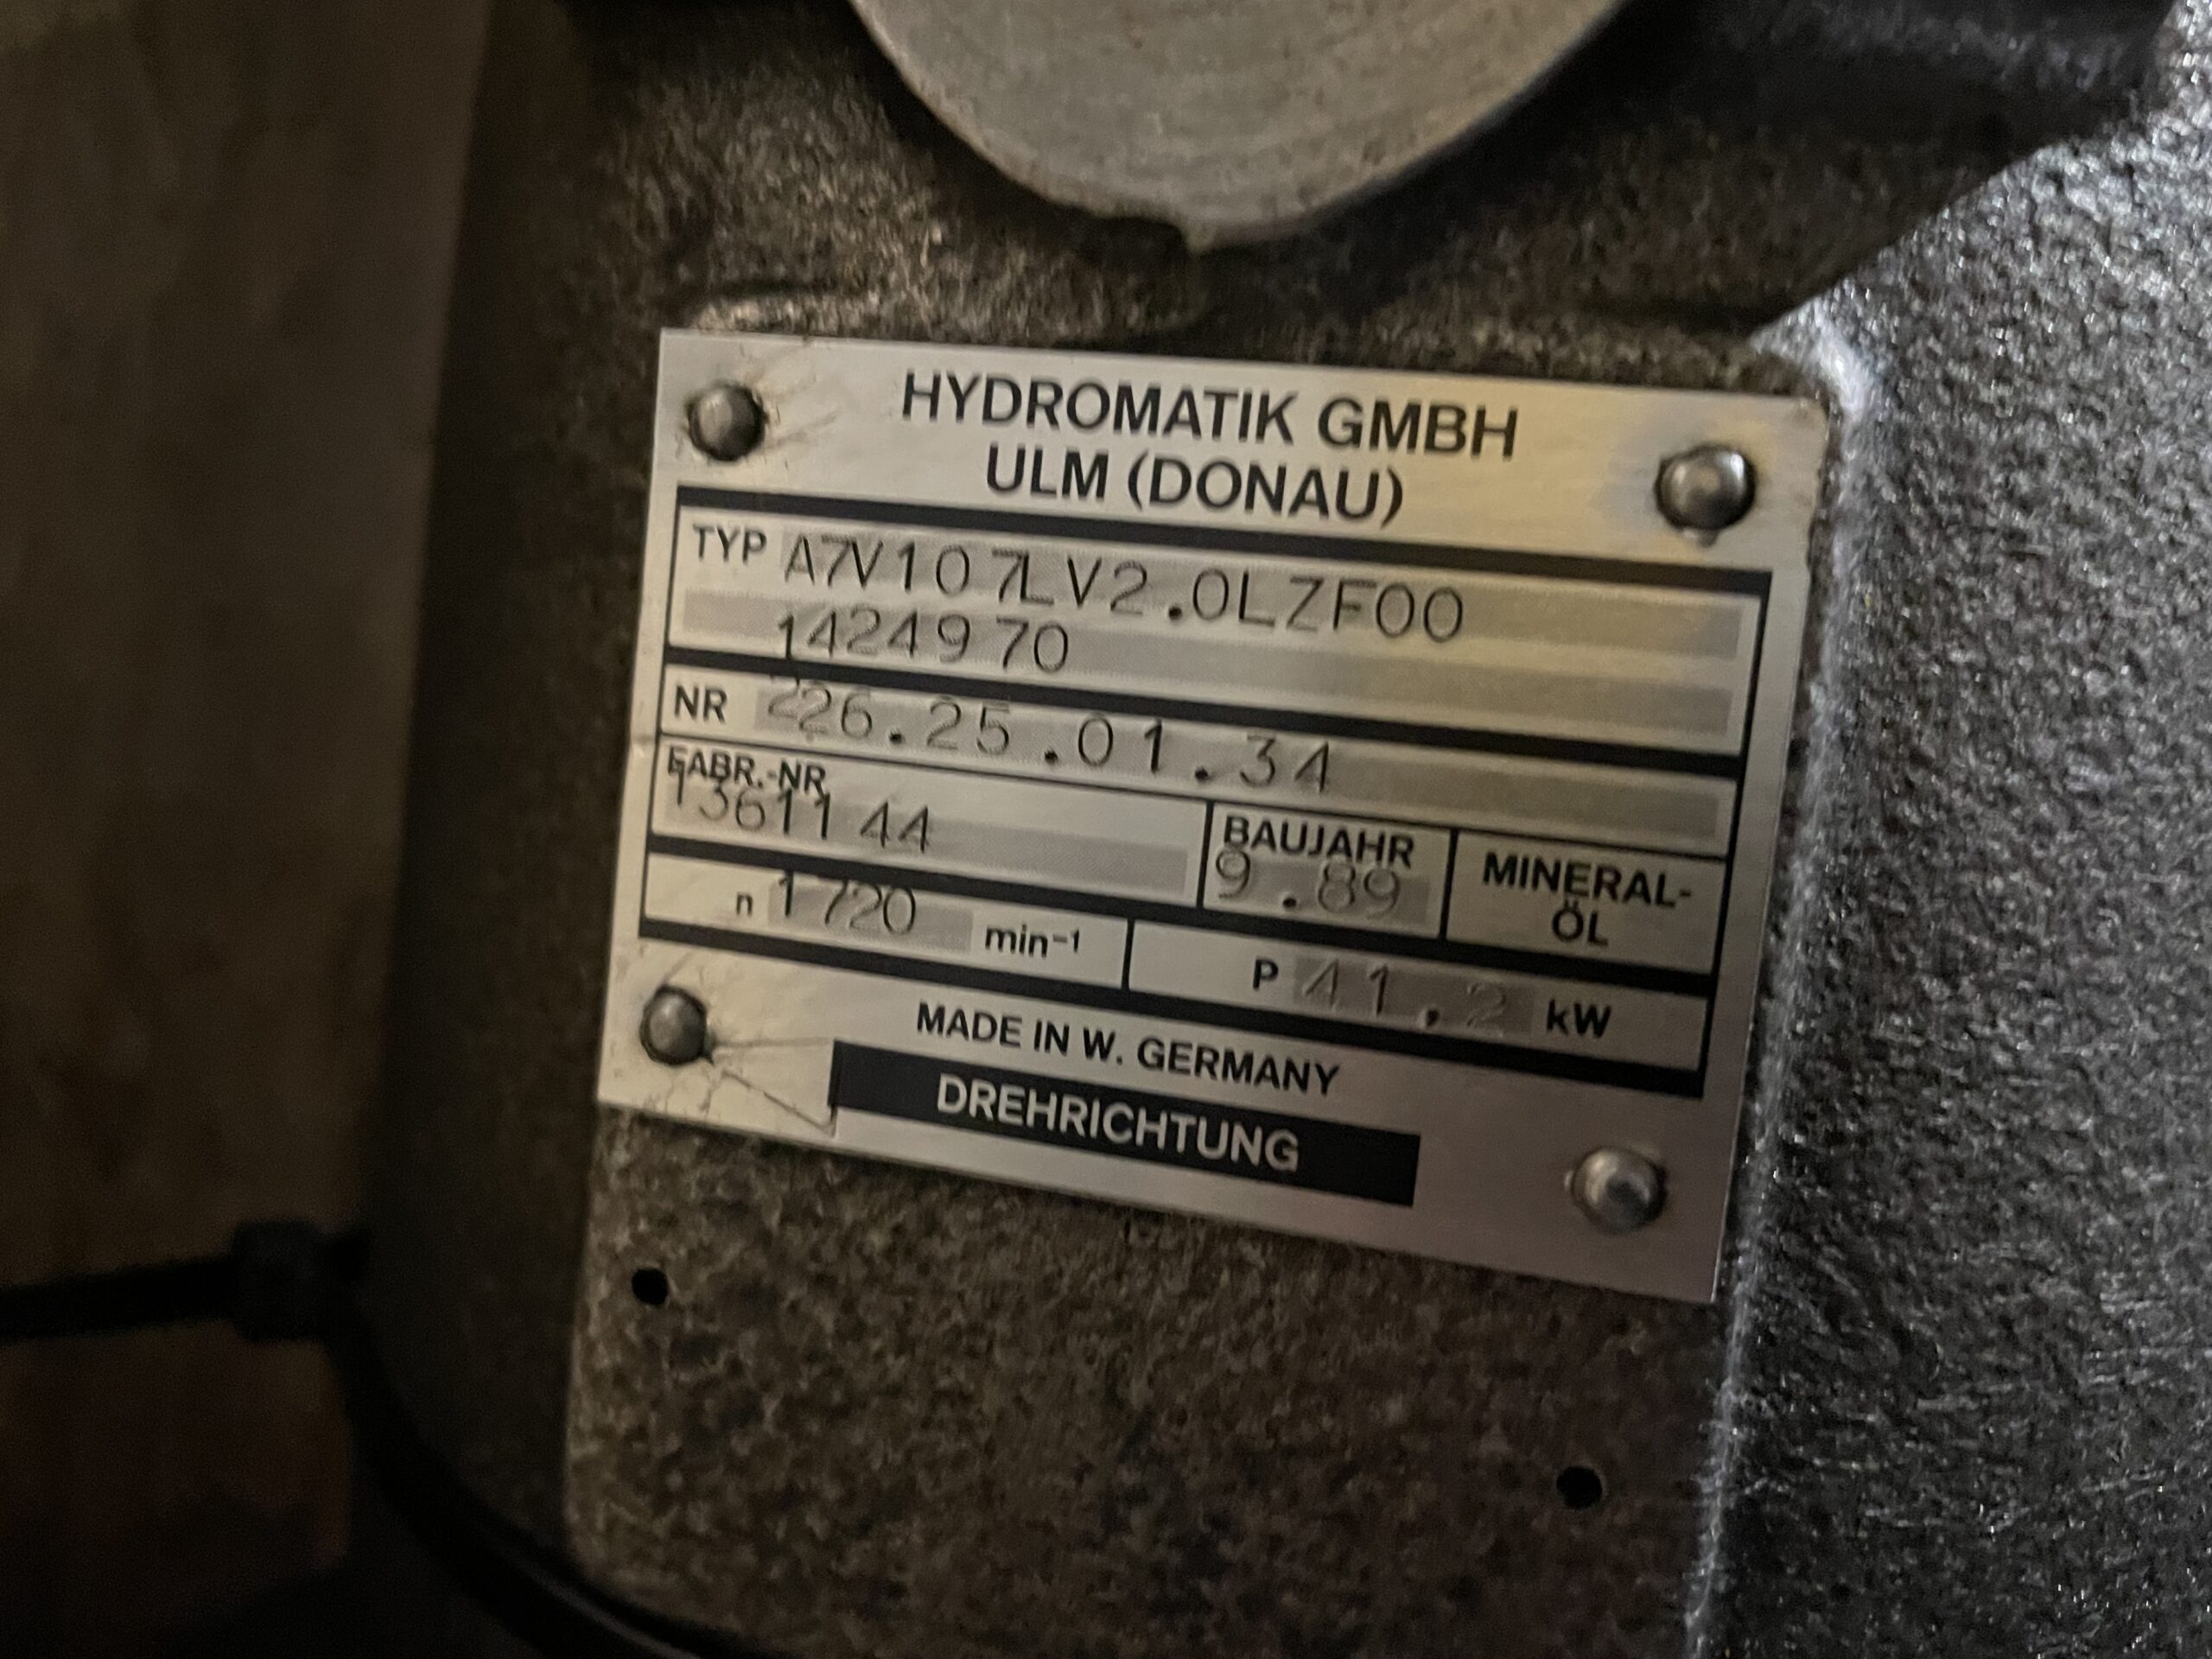 HYDROMATIK GMBH
ULM (DONAU)
TYP A7V107LV2.0LZF00
1424970
NR 226.25.01.34
FABR.-NR
1361144
BAUJAHR
9.89
MINERAL-
ÖL
n 1720 min⁻¹
P 41,2 kW
MADE IN W. GERMANY
DREHRICHTUNG